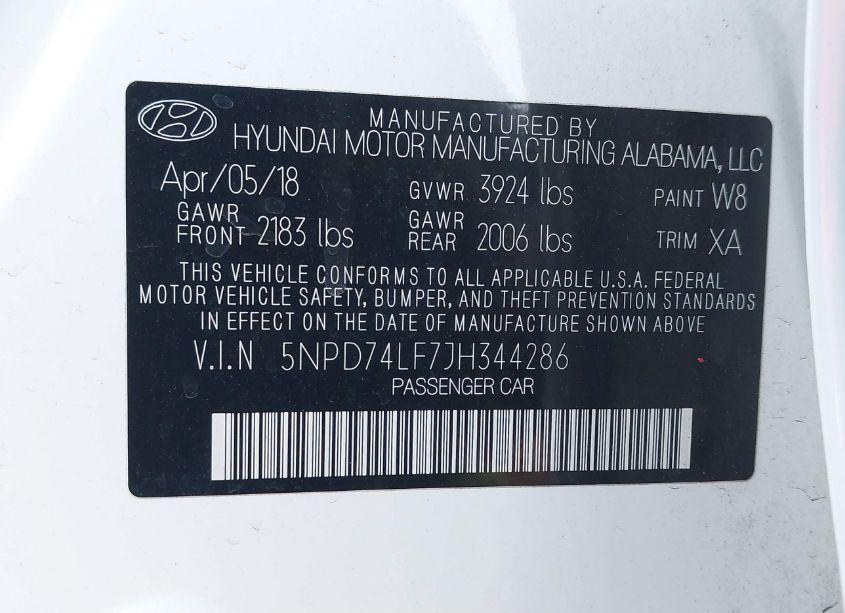 MANUFACTURED BY
HYUNDAI MOTOR MANUFACTURING ALABAMA, LLC
Apr/05/18 GVWR 3924 lbs PAINT W8
GAWR FRONT 2183 lbs GAWR REAR 2006 lbs TRIM XA
THIS VEHICLE CONFORMS TO ALL APPLICABLE U.S.A. FEDERAL
MOTOR VEHICLE SAFETY, BUMPER, AND THEFT PREVENTION STANDARDS
IN EFFECT ON THE DATE OF MANUFACTURE SHOWN ABOVE
V.I.N 5NPD74LF7JH344286
PASSENGER CAR